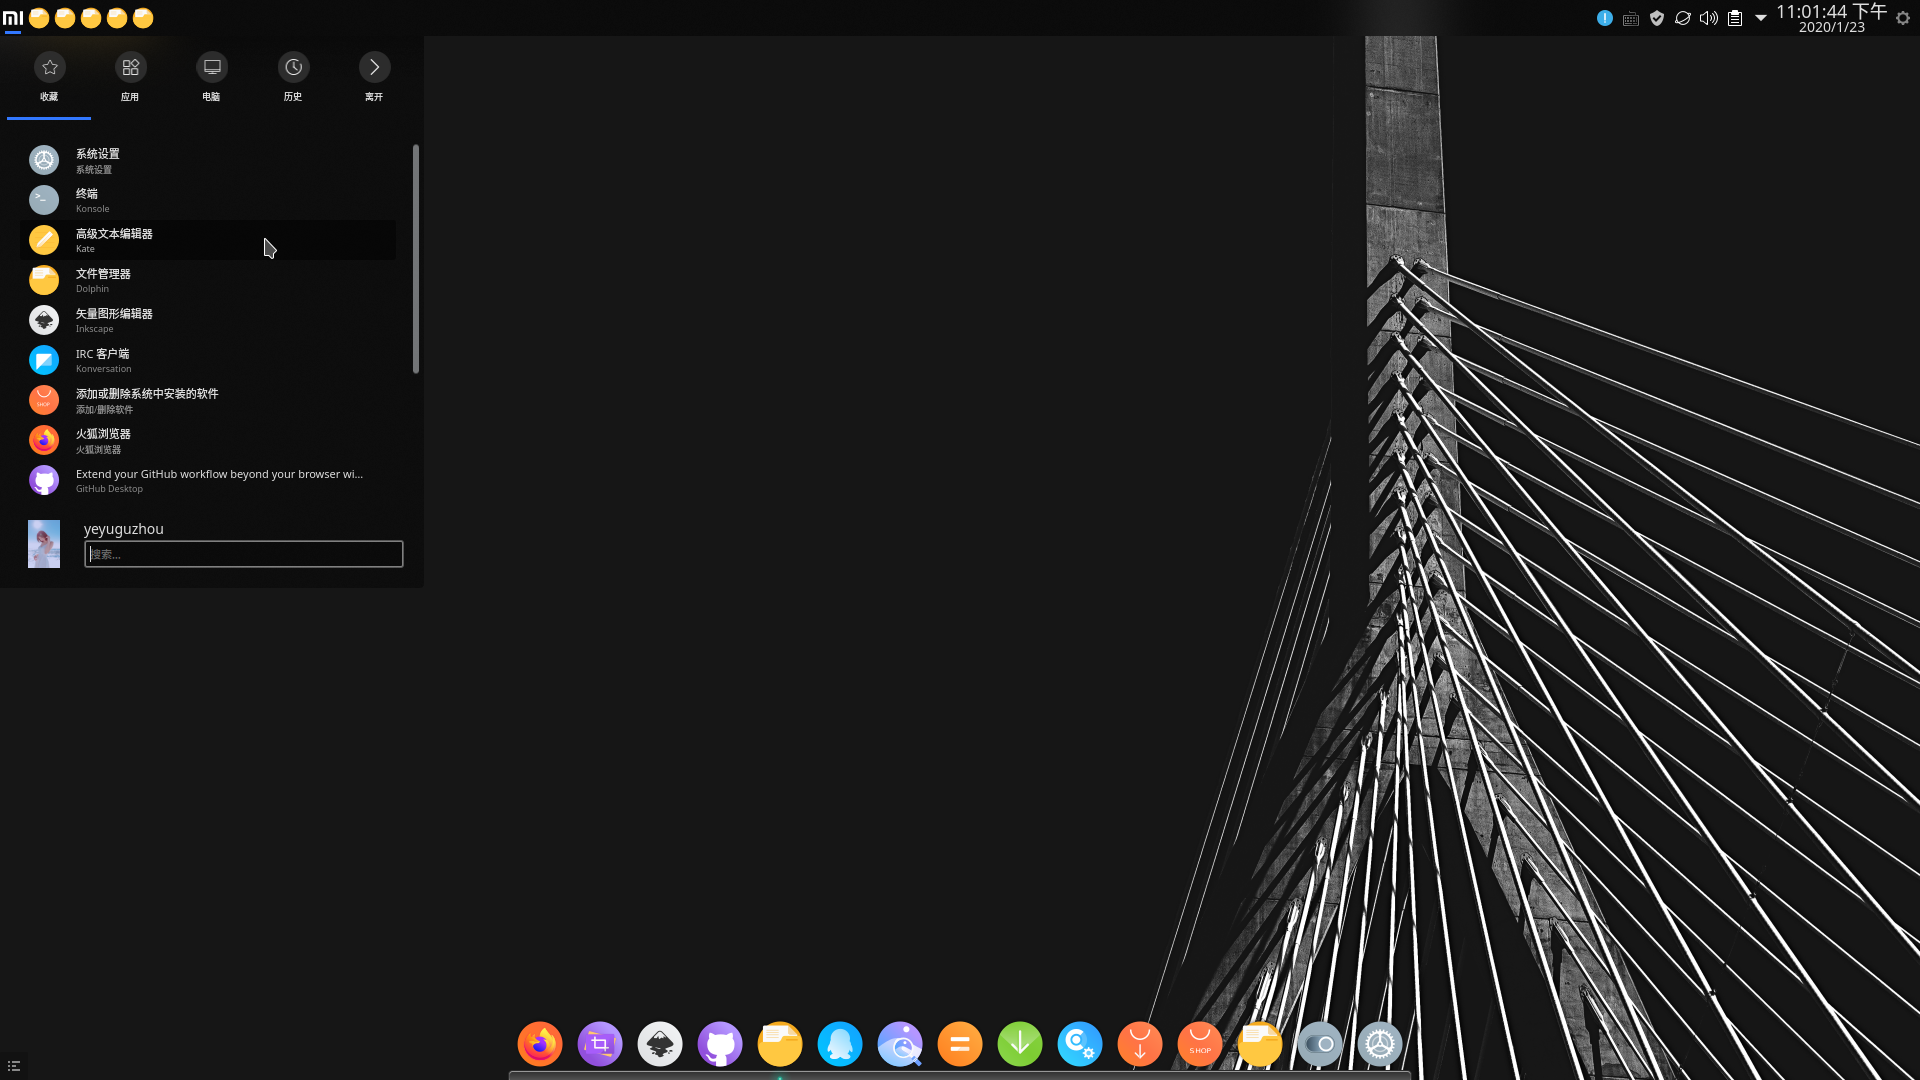 mi
11:01:44 下午
2020/1/23
收藏
应用
电脑
历史
离开
系统设置
系统设置
终端
Konsole
高级文本编辑器
Kate
文件管理器
Dolphin
矢量图形编辑器
Inkscape
IRC 客户端
Konversation
添加或删除系统中安装的软件
添加/删除软件
火狐浏览器
火狐浏览器
Extend your GitHub workflow beyond your browser wi...
GitHub Desktop
yeyuguzhou
搜索...
SHOP